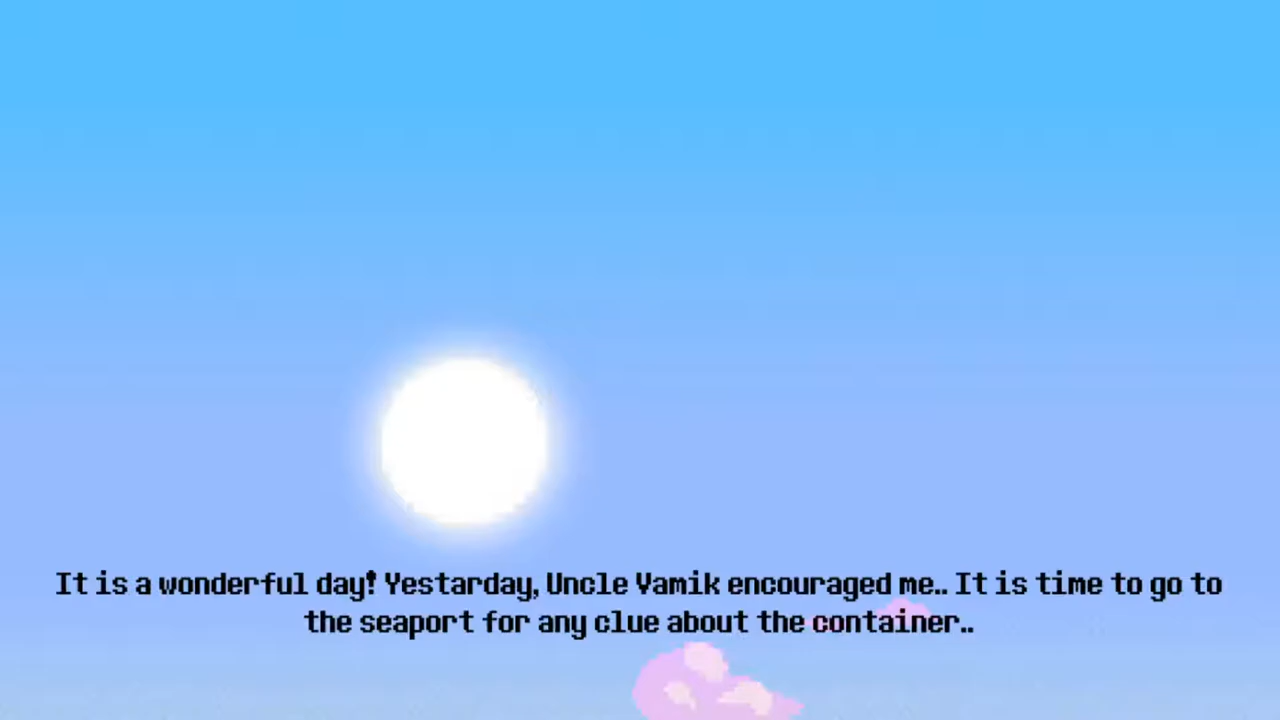 It is a wonderful day! Yestarday, Uncle Vamik encouraged me.. It is time to go to
the seaport for any clue about the container..